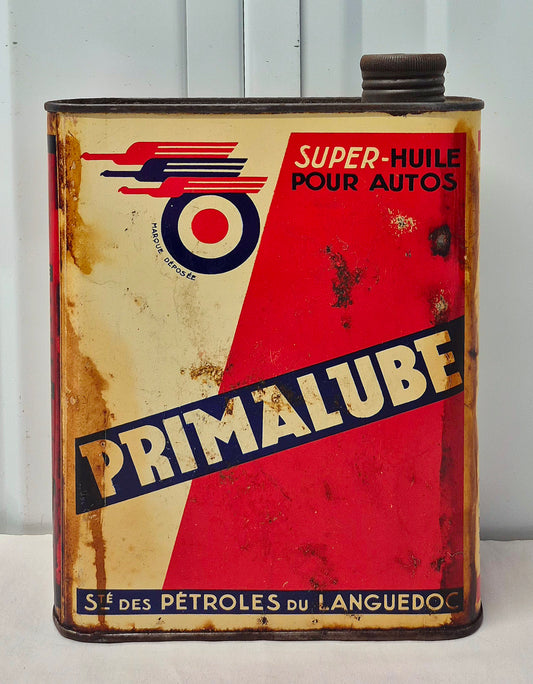 SUPER-HUILE
POUR AUTOS
MARQUE DÉPOSÉE
PRIMALUBE
STÉ DES PÉTROLES DU LANGUEDOC